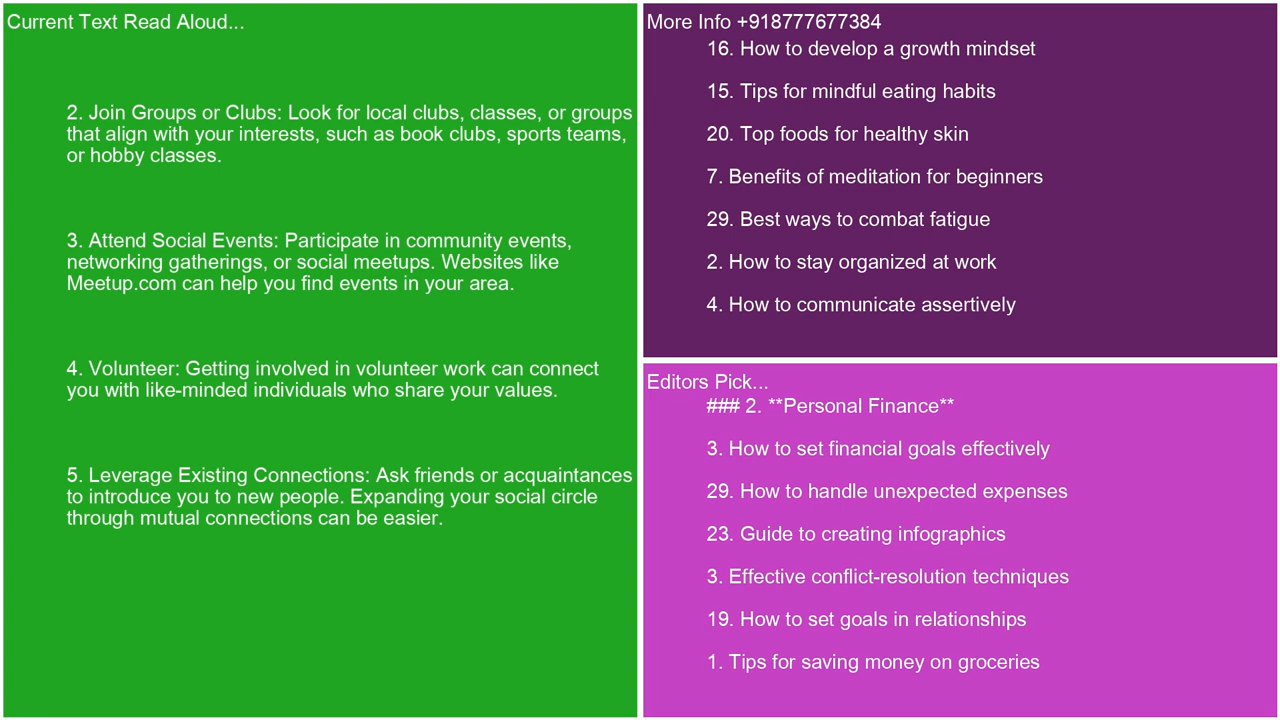 Current Text Read Aloud...
2. Join Groups or Clubs: Look for local clubs, classes, or groups
that align with your interests, such as book clubs, sports teams,
or hobby classes.
3. Attend Social Events: Participate in community events,
networking gatherings, or social meetups. Websites like
Meetup.com can help you find events in your area.
4. Volunteer: Getting involved in volunteer work can connect
you with like-minded individuals who share your values.
5. Leverage Existing Connections: Ask friends or acquaintances
to introduce you to new people. Expanding your social circle
through mutual connections can be easier.
More Info +918777677384
16. How to develop a growth mindset
15. Tips for mindful eating habits
20. Top foods for healthy skin
7. Benefits of meditation for beginners
29. Best ways to combat fatigue
2. How to stay organized at work
4. How to communicate assertively
Editors Pick...
### 2. **Personal Finance**
3. How to set financial goals effectively
29. How to handle unexpected expenses
23. Guide to creating infographics
3. Effective conflict-resolution techniques
19. How to set goals in relationships
1. Tips for saving money on groceries